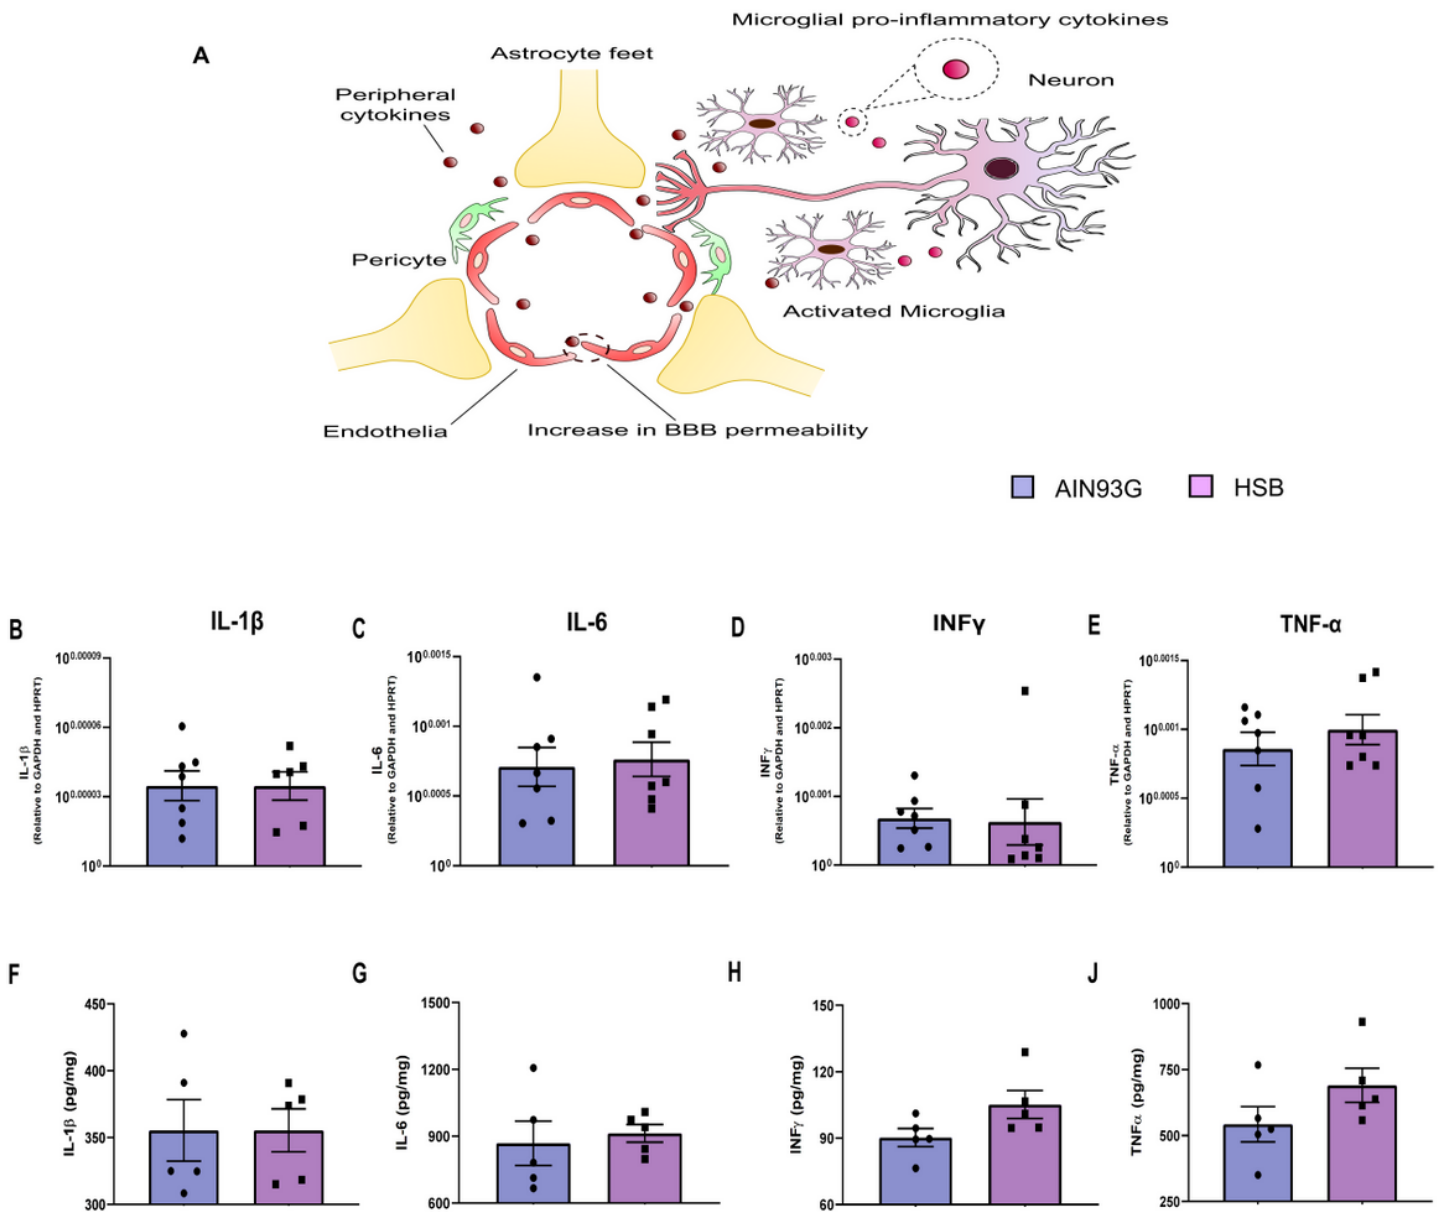 Microglial pro-inflammatory cytokines
A
Astrocyte feet
Neuron
Peripheral
cytokines
Pericyte
Activated Microglia
Endothelia
Increase in BBB permeability
AIN93G
HSB
B
IL-1β
IL-1β
(Relative to GAPDH and HPRT)
10^0.00009
10^0.00006
10^0.00003
10^0
C
IL-6
IL-6
(Relative to GAPDH and HPRT)
10^0.0015
10^0.001
10^0.0005
10^0
D
INFγ
INFγ
(Relative to GAPDH and HPRT)
10^0.003
10^0.002
10^0.001
10^0
E
TNF-α
TNF-α
(Relative to GAPDH and HPRT)
10^0.0015
10^0.001
10^0.0005
10^0
F
IL-1β (pg/mg)
450
400
350
300
G
IL-6 (pg/mg)
1500
1200
900
600
H
INFγ (pg/mg)
150
120
90
60
J
TNFα (pg/mg)
1000
750
500
250